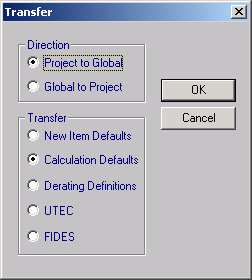 Transfer
Direction
Project to Global
Global to Project
OK
Cancel
Transfer
New Item Defaults
Calculation Defaults
Derating Definitions
UTEC
FIDES